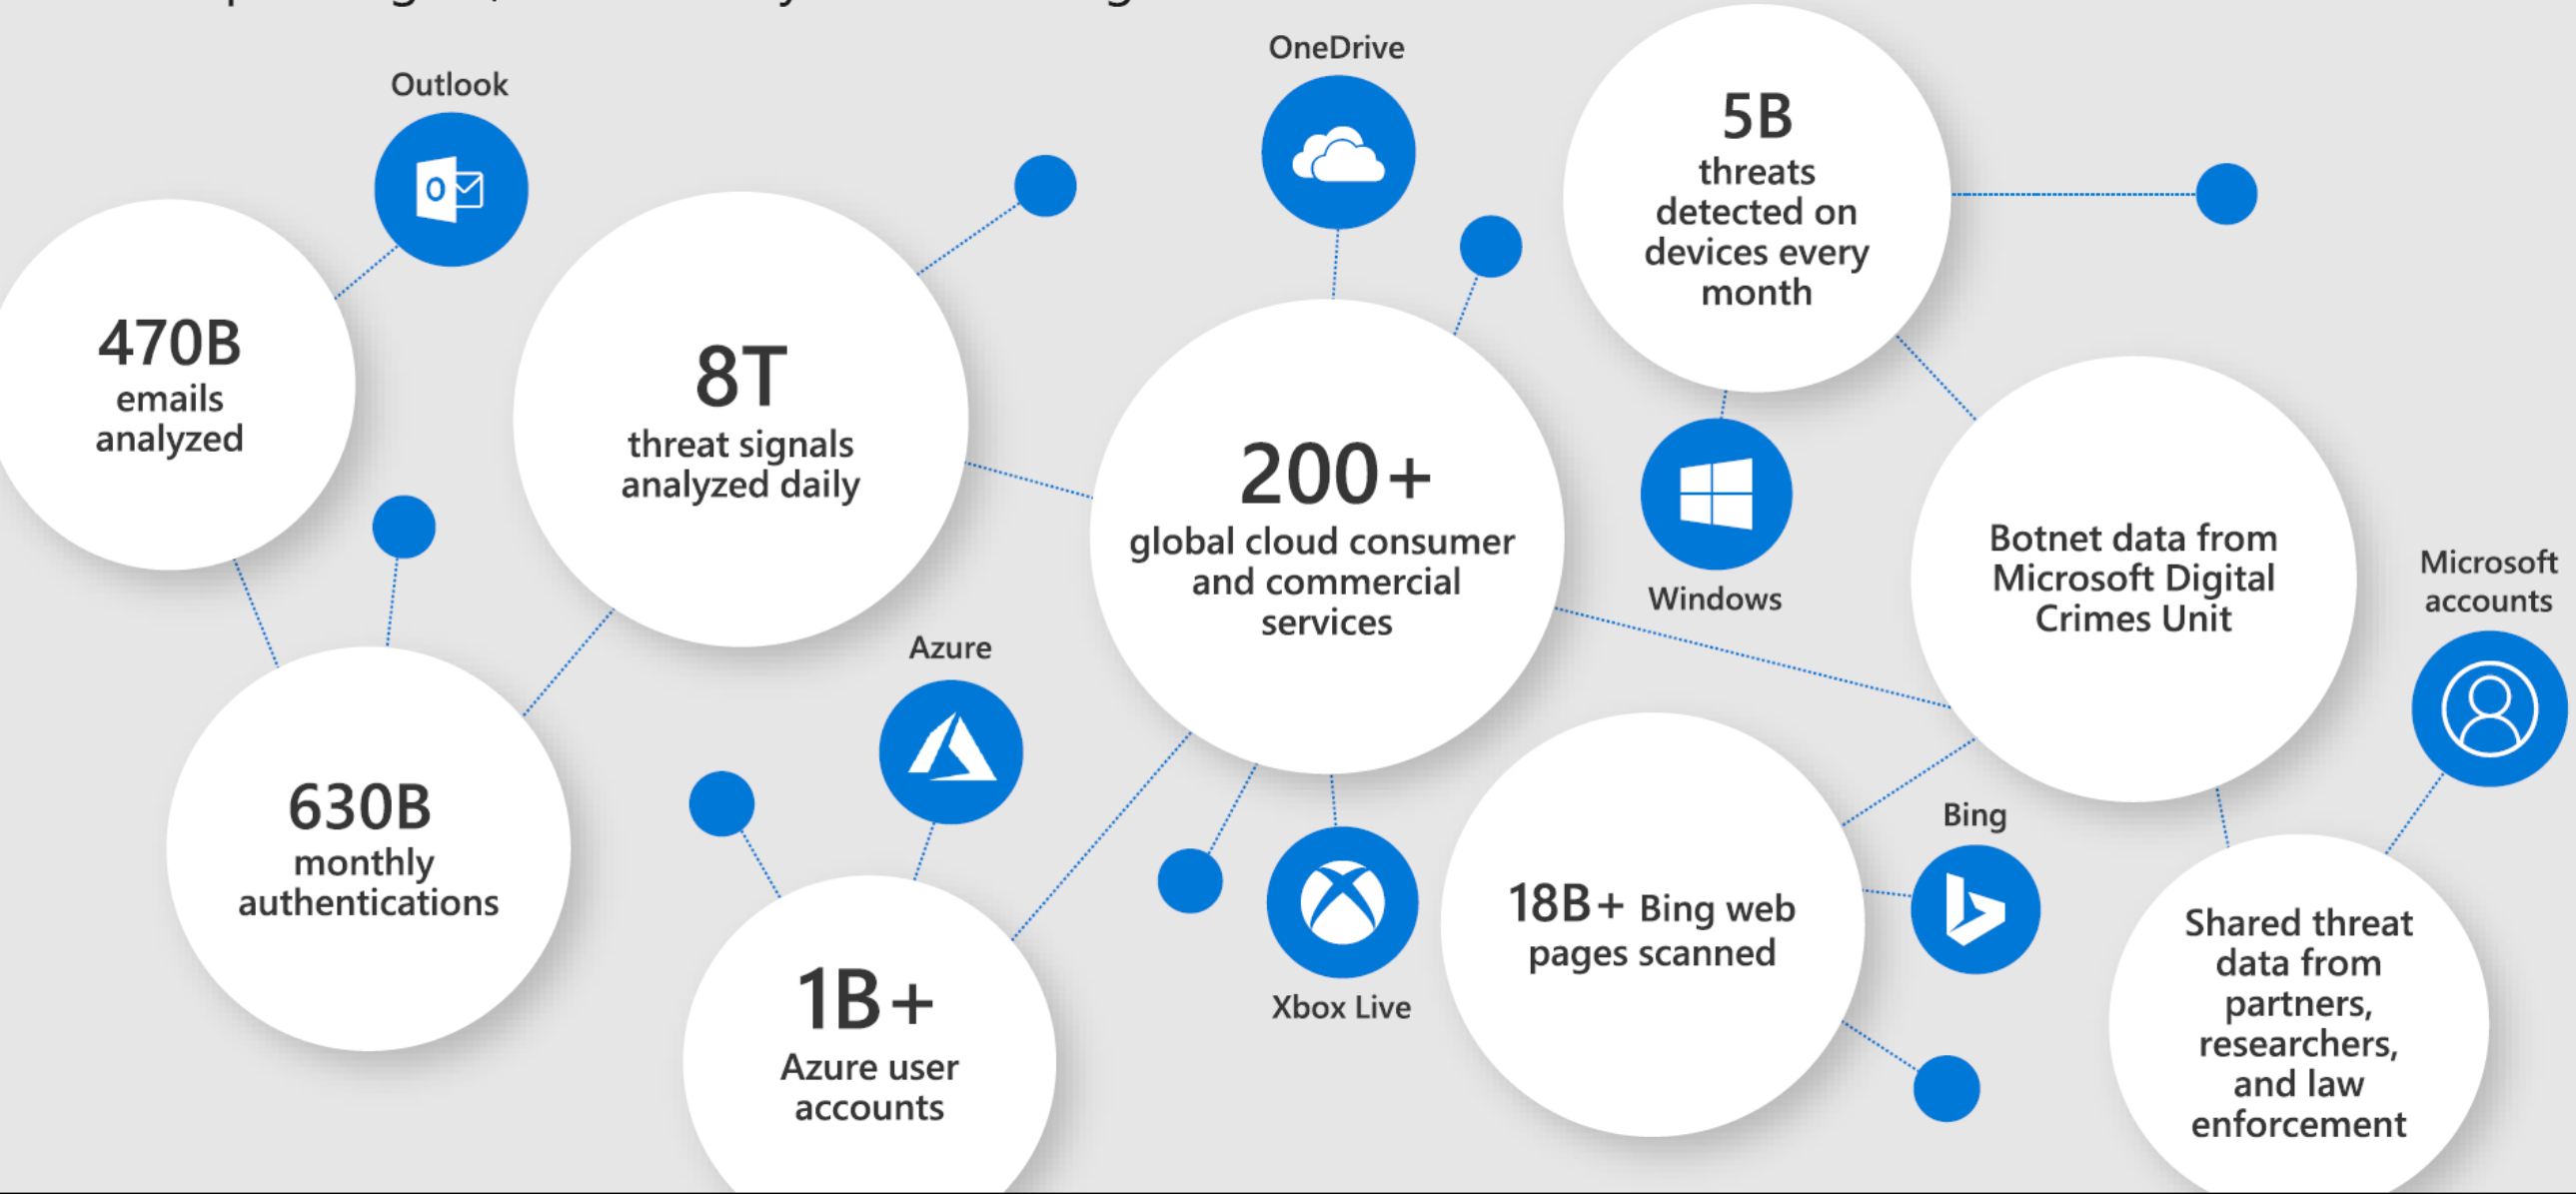 OneDrive
Outlook
5B
threats
detected on
devices every
month
470B
emails
analyzed
8T
threat signals
analyzed daily
200+
global cloud consumer
and commercial
services
Windows
Botnet data from
Microsoft Digital
Crimes Unit
Microsoft
accounts
Azure
630B
monthly
authentications
1B+
Azure user
accounts
Xbox Live
18B+ Bing web
pages scanned
Bing
Shared threat
data from
partners,
researchers,
and law
enforcement